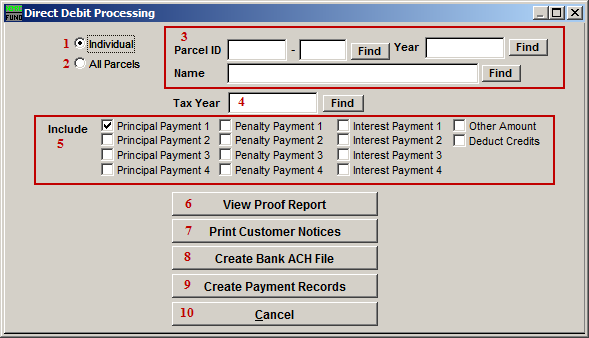 FUND
Direct Debit Processing
1 Individual
2 All Parcels
3
Parcel ID - Find Year Find
Name Find
Tax Year 4 Find
Include
5
Principal Payment 1 Penalty Payment 1 Interest Payment 1 Other Amount
Principal Payment 2 Penalty Payment 2 Interest Payment 2 Deduct Credits
Principal Payment 3 Penalty Payment 3 Interest Payment 3
Principal Payment 4 Penalty Payment 4 Interest Payment 4
6 View Proof Report
7 Print Customer Notices
8 Create Bank ACH File
9 Create Payment Records
10 Cancel